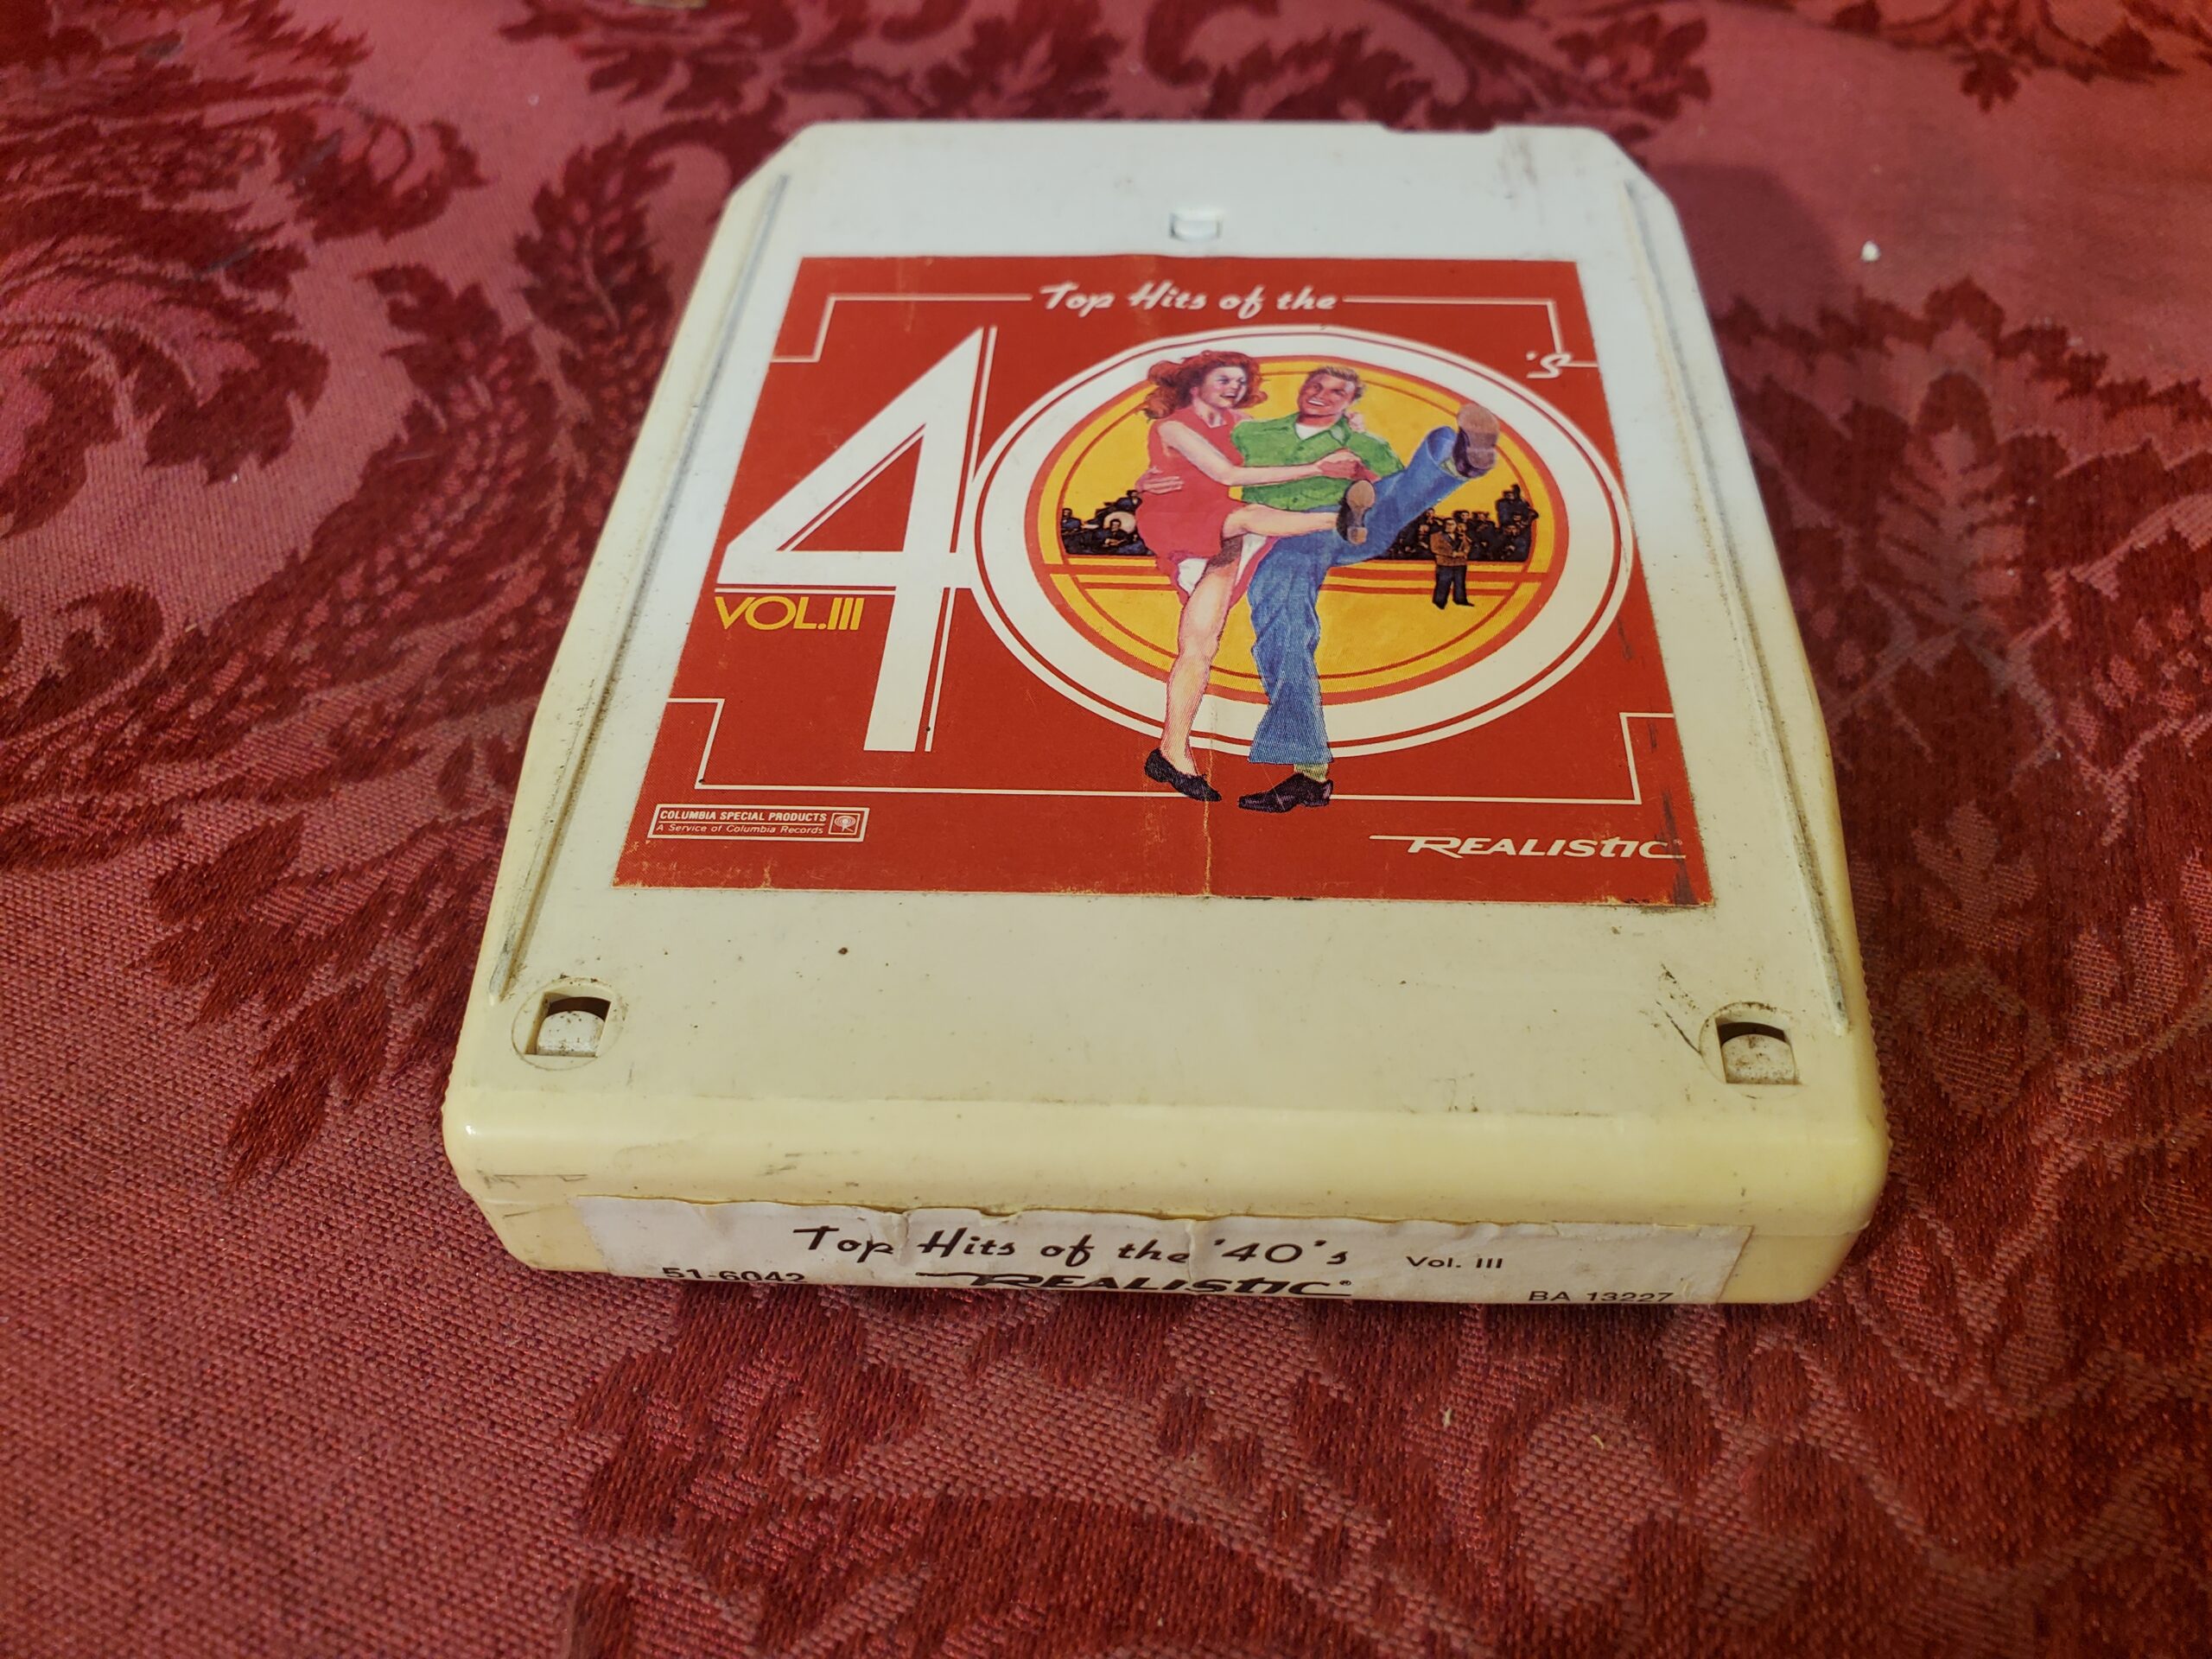 Top Hits of the
40's
VOL.III
COLUMBIA SPECIAL PRODUCTS
A Service of Columbia Records
REALISTIC
Top Hits of the '40's Vol. III
51-6042 REALISTIC® BA 13227